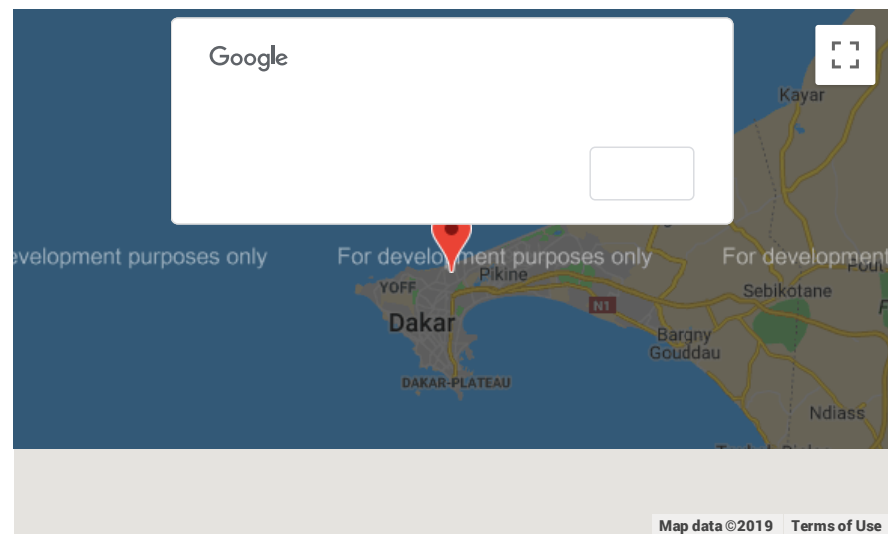 Google
Kayar
evelopment purposes only
For development purposes only
For development
Pout
Pikine
YOFF
Sebikotane
N1
Dakar
Bargny
Gouddau
DAKAR-PLATEAU
Ndiass
Map data ©2019
Terms of Use